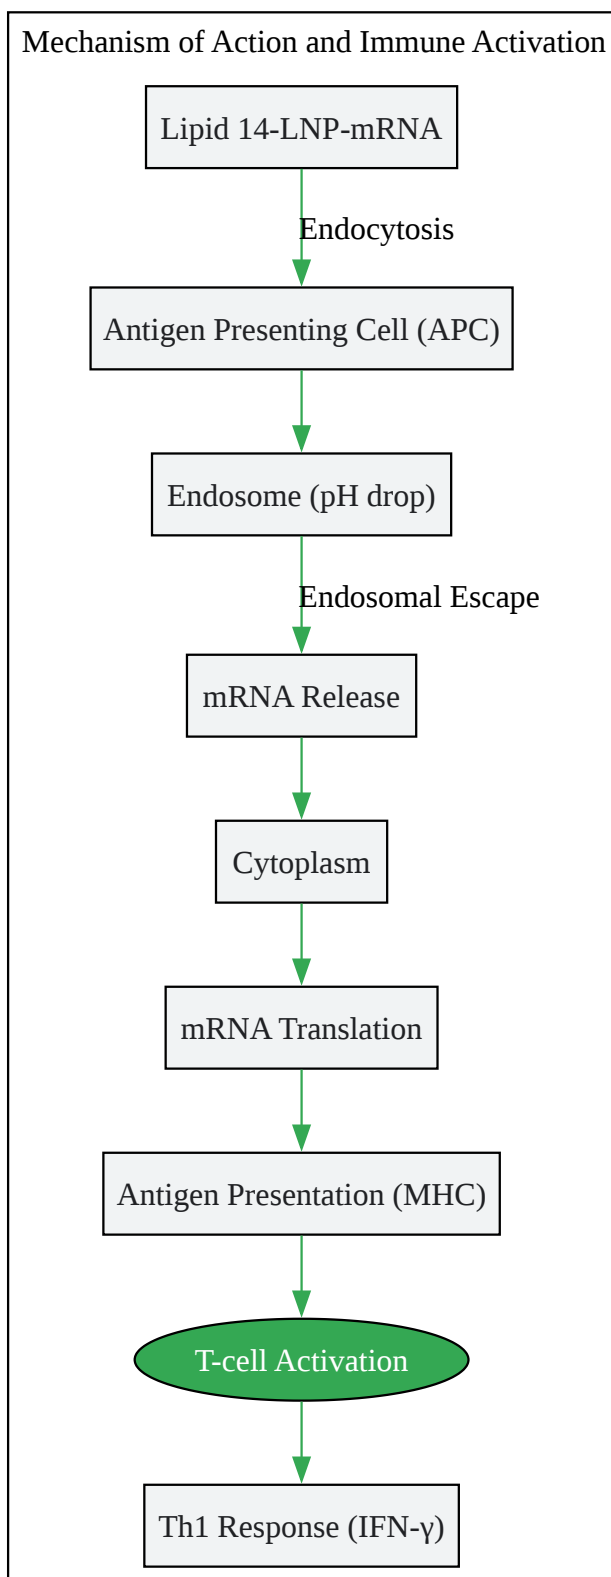 Mechanism of Action and Immune Activation
Lipid 14-LNP-mRNA
Endocytosis
Antigen Presenting Cell (APC)
Endosome (pH drop)
Endosomal Escape
mRNA Release
Cytoplasm
mRNA Translation
Antigen Presentation (MHC)
T-cell Activation
Th1 Response (IFN-γ)